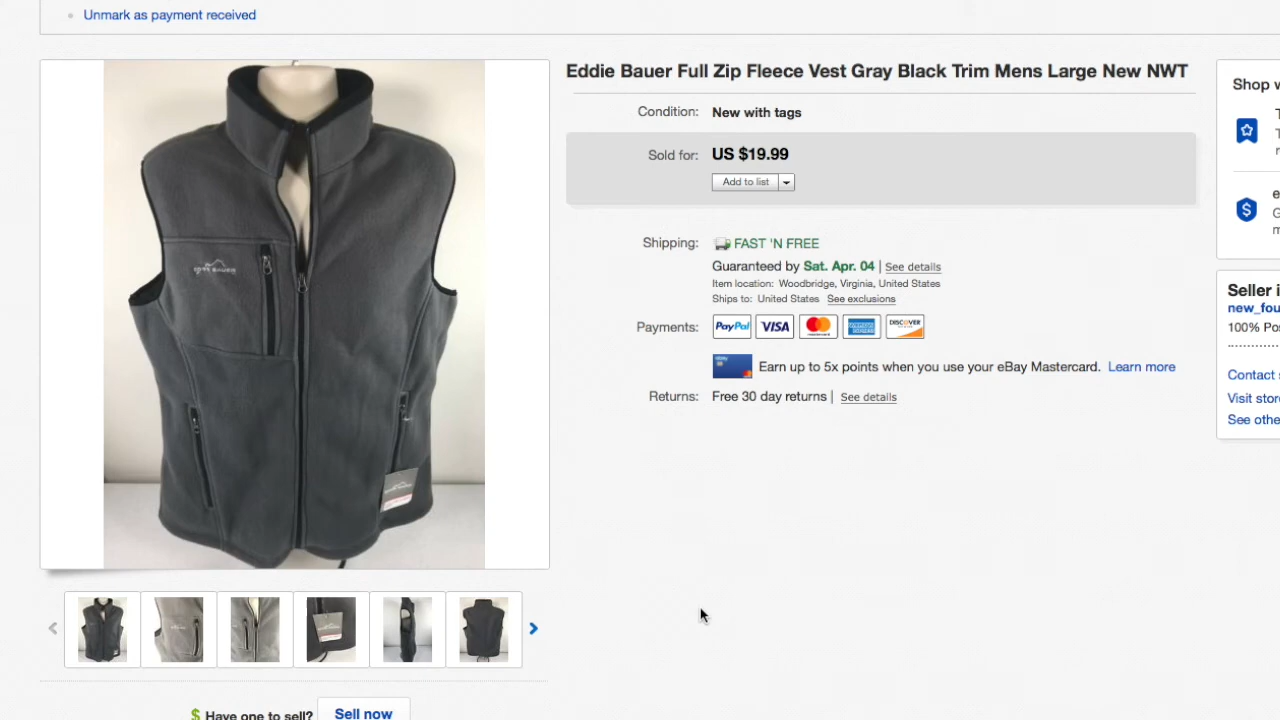 Unmark as payment received
Eddie Bauer Full Zip Fleece Vest Gray Black Trim Mens Large New NWT
Condition: New with tags
Sold for: US $19.99
Add to list
Shipping: FAST 'N FREE
Guaranteed by Sat. Apr. 04 | See details
Item location: Woodbridge, Virginia, United States
Ships to: United States See exclusions
Payments: PayPal VISA MasterCard DISCOVER
Earn up to 5x points when you use your eBay Mastercard. Learn more
Returns: Free 30 day returns | See details
Shop w
Seller i
new_fou
100% Pos
Contact s
Visit stor
See othe
$ Have one to sell? Sell now